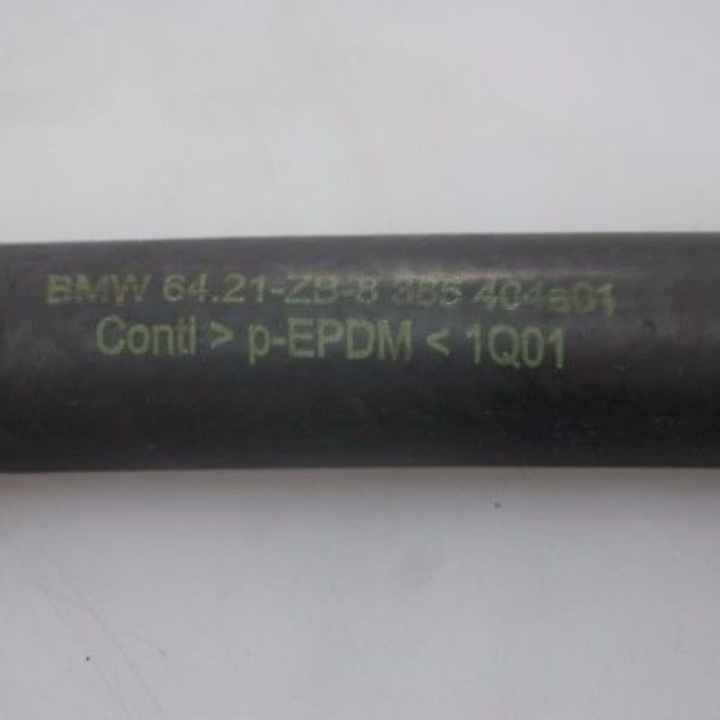 BMW 64.21-ZB-8 385 404a01
Conti > p-EPDM < 1Q01